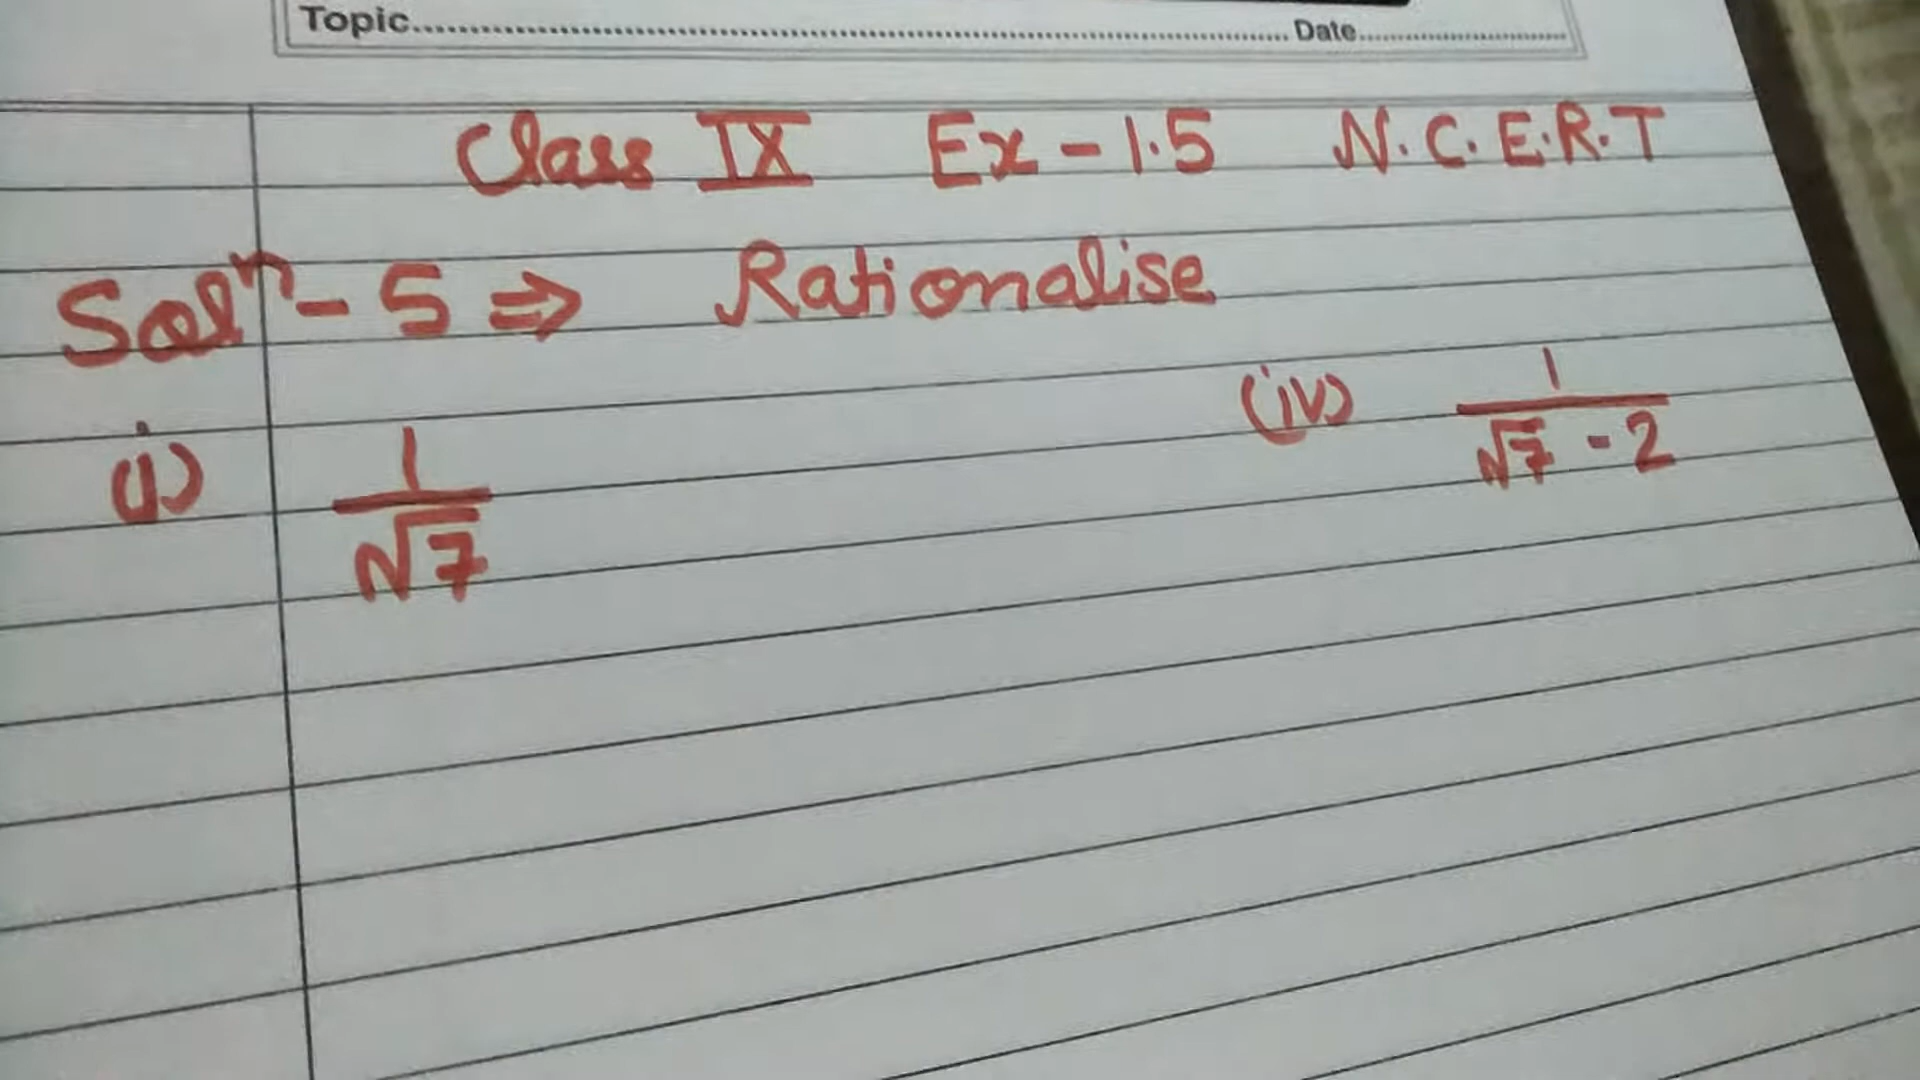 Topic.......... Date..........
Class IX Ex - 1.5 N.C.E.R.T
Solⁿ - 5 ⇒ Rationalise
(i) 1/√7
(iv) 1/(√7 - 2)